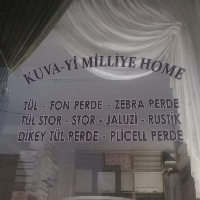 KUVA-Yİ MİLLİYE HOME
TÜL - FON PERDE - ZEBRA PERDE
TÜL STOR - STOR - JALUZİ - RUSTİK
DİKEY TÜL PERDE - PLİCELL PERDE